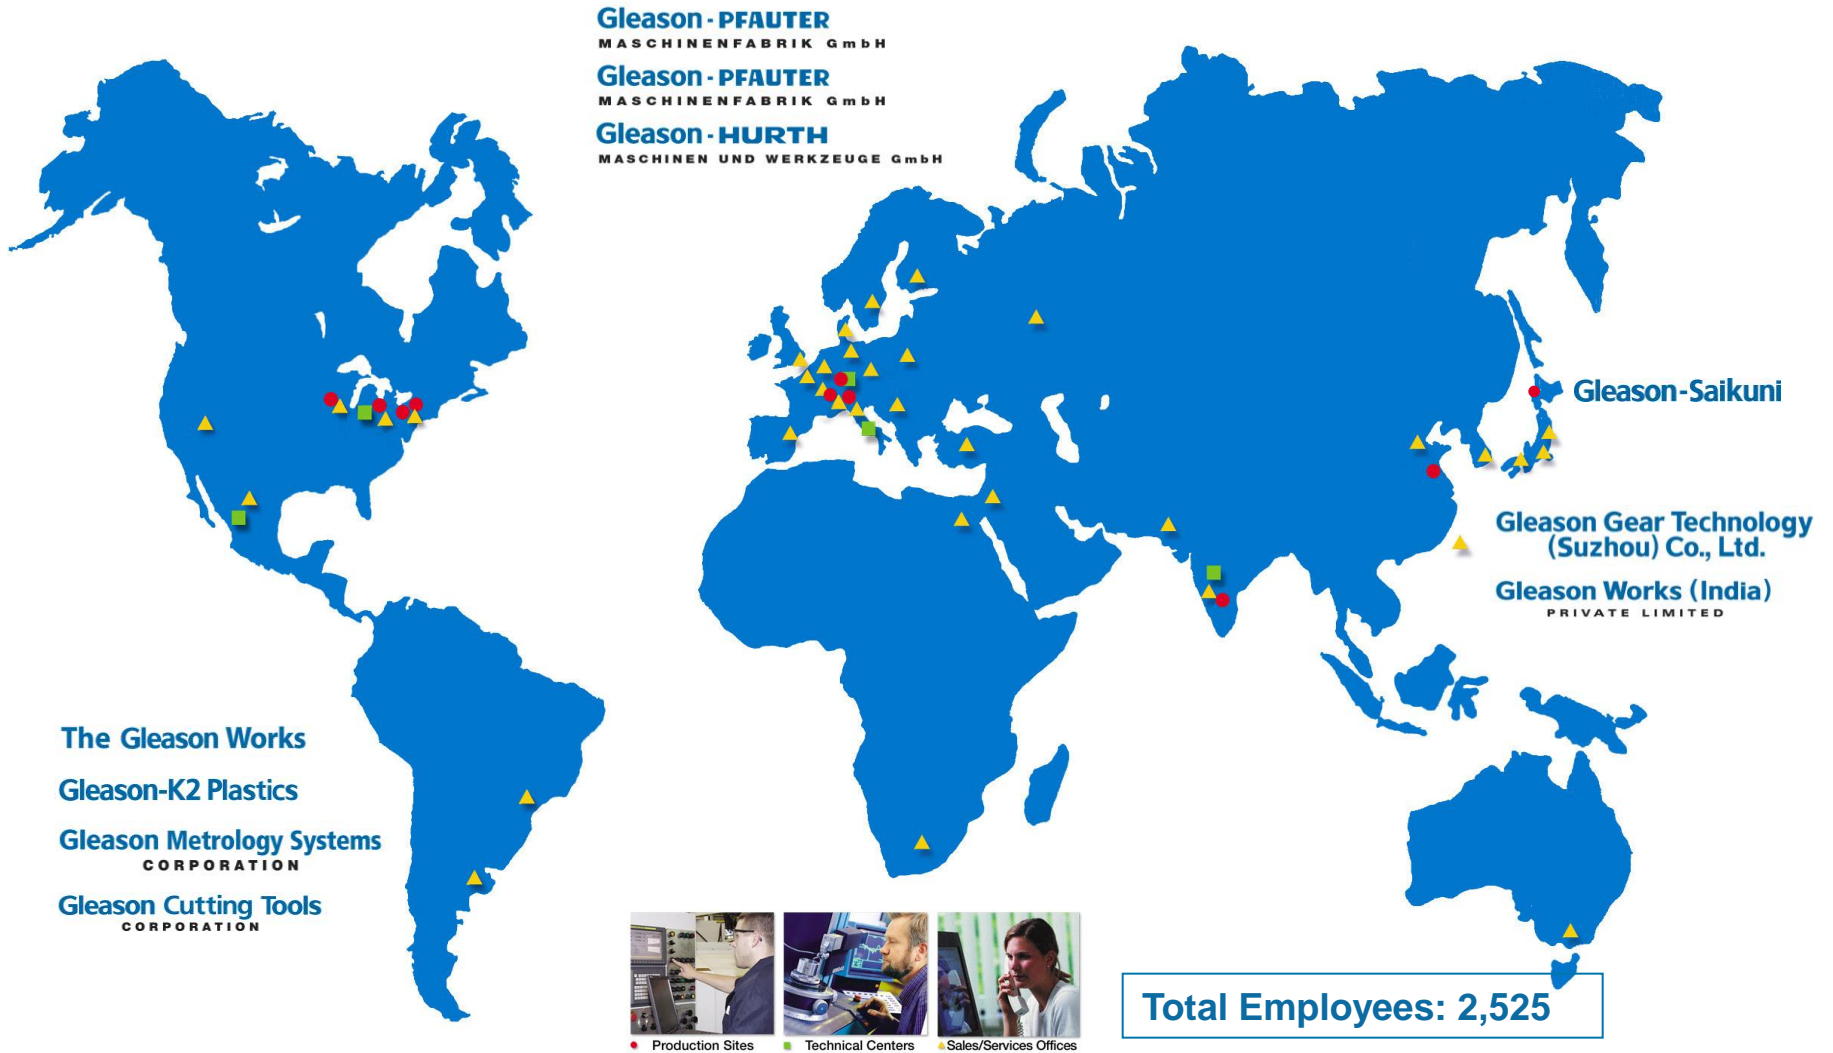 Gleason - PFAUTER
MASCHINENFABRIK GmbH
Gleason - PFAUTER
MASCHINENFABRIK GmbH
Gleason - HURTH
MASCHINEN UND WERKZEUGE GmbH
Gleason-Saikuni
Gleason Gear Technology
(Suzhou) Co., Ltd.
Gleason Works (India)
PRIVATE LIMITED
The Gleason Works
Gleason-K2 Plastics
Gleason Metrology Systems
CORPORATION
Gleason Cutting Tools
CORPORATION
Production Sites
Technical Centers
Sales/Services Offices
Total Employees: 2,525